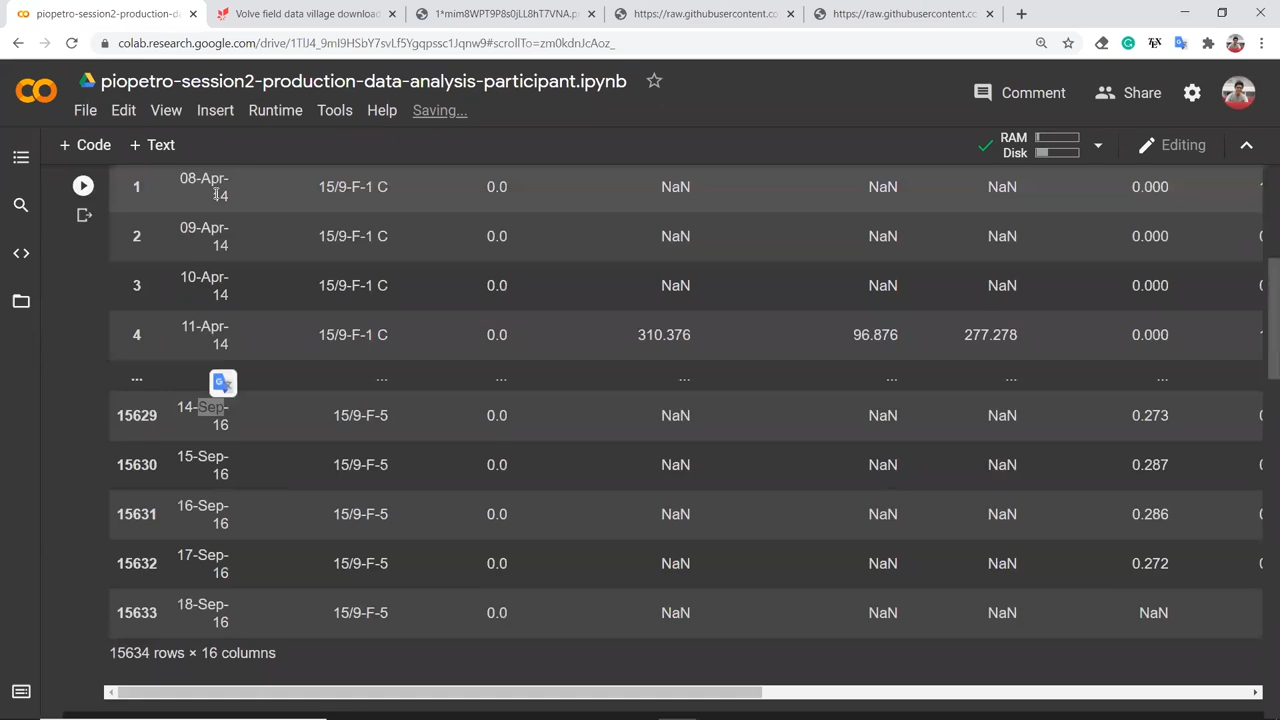 piopetro-session2-production-da
Volve field data village download
1*mim8WPT9P8s0jLL8hT7VNA.p
https://raw.githubusercontent.co
https://raw.githubusercontent.co
colab.research.google.com/drive/1TlJ4_9mI9HSbY7svLf5Ygqpssc1Jqnw9#scrollTo=zm0kdnJcAoz_
piopetro-session2-production-data-analysis-participant.ipynb
File Edit View Insert Runtime Tools Help Saving...
Comment Share
+ Code + Text
RAM
Disk
Editing
1 08-Apr-
14 15/9-F-1 C 0.0 NaN NaN NaN 0.000
2 09-Apr-
14 15/9-F-1 C 0.0 NaN NaN NaN 0.000
3 10-Apr-
14 15/9-F-1 C 0.0 NaN NaN NaN 0.000
4 11-Apr-
14 15/9-F-1 C 0.0 310.376 96.876 277.278 0.000
... ... ... ... ... ... ...
15629 14-Sep-
16 15/9-F-5 0.0 NaN NaN NaN 0.273
15630 15-Sep-
16 15/9-F-5 0.0 NaN NaN NaN 0.287
15631 16-Sep-
16 15/9-F-5 0.0 NaN NaN NaN 0.286
15632 17-Sep-
16 15/9-F-5 0.0 NaN NaN NaN 0.272
15633 18-Sep-
16 15/9-F-5 0.0 NaN NaN NaN NaN
15634 rows × 16 columns